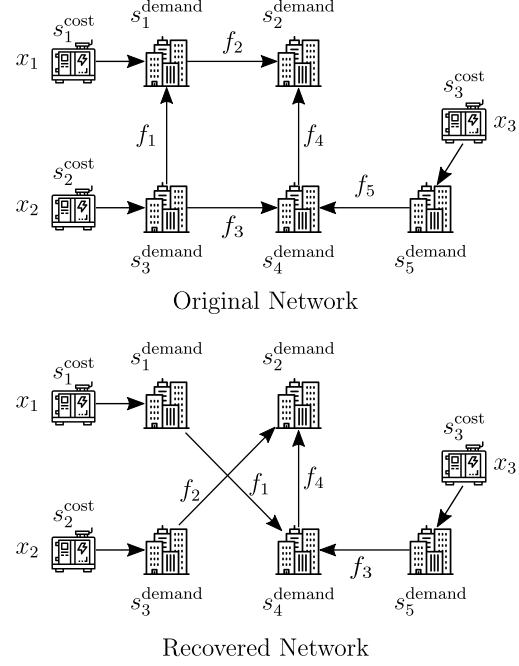 s_1^demand s_2^demand
s_1^cost
x_1
f_2
s_3^cost
x_3
f_1 f_4
s_2^cost
x_2
f_5
f_3
s_3^demand s_4^demand s_5^demand
Original Network
s_1^demand s_2^demand
s_1^cost
x_1
s_3^cost
x_3
f_2 f_1 f_4
s_2^cost
x_2
f_3
s_3^demand s_4^demand s_5^demand
Recovered Network